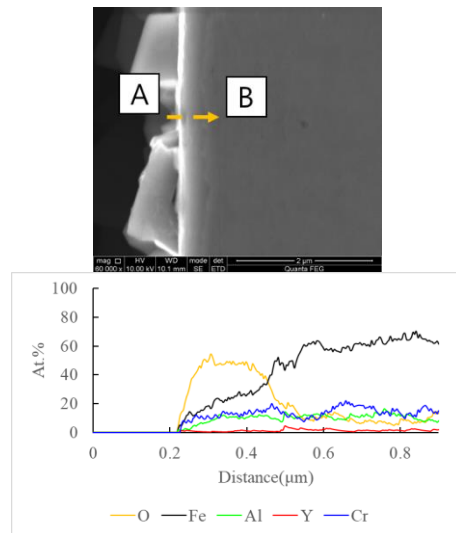 A
B
mag □ HV WD mode det
60 000 x 10.00 kV 10.1 mm SE ETD
2 µm
Quanta FEG
100
80
60
40
20
0
At.%
0 0.2 0.4 0.6 0.8
Distance(µm)
O Fe Al Y Cr